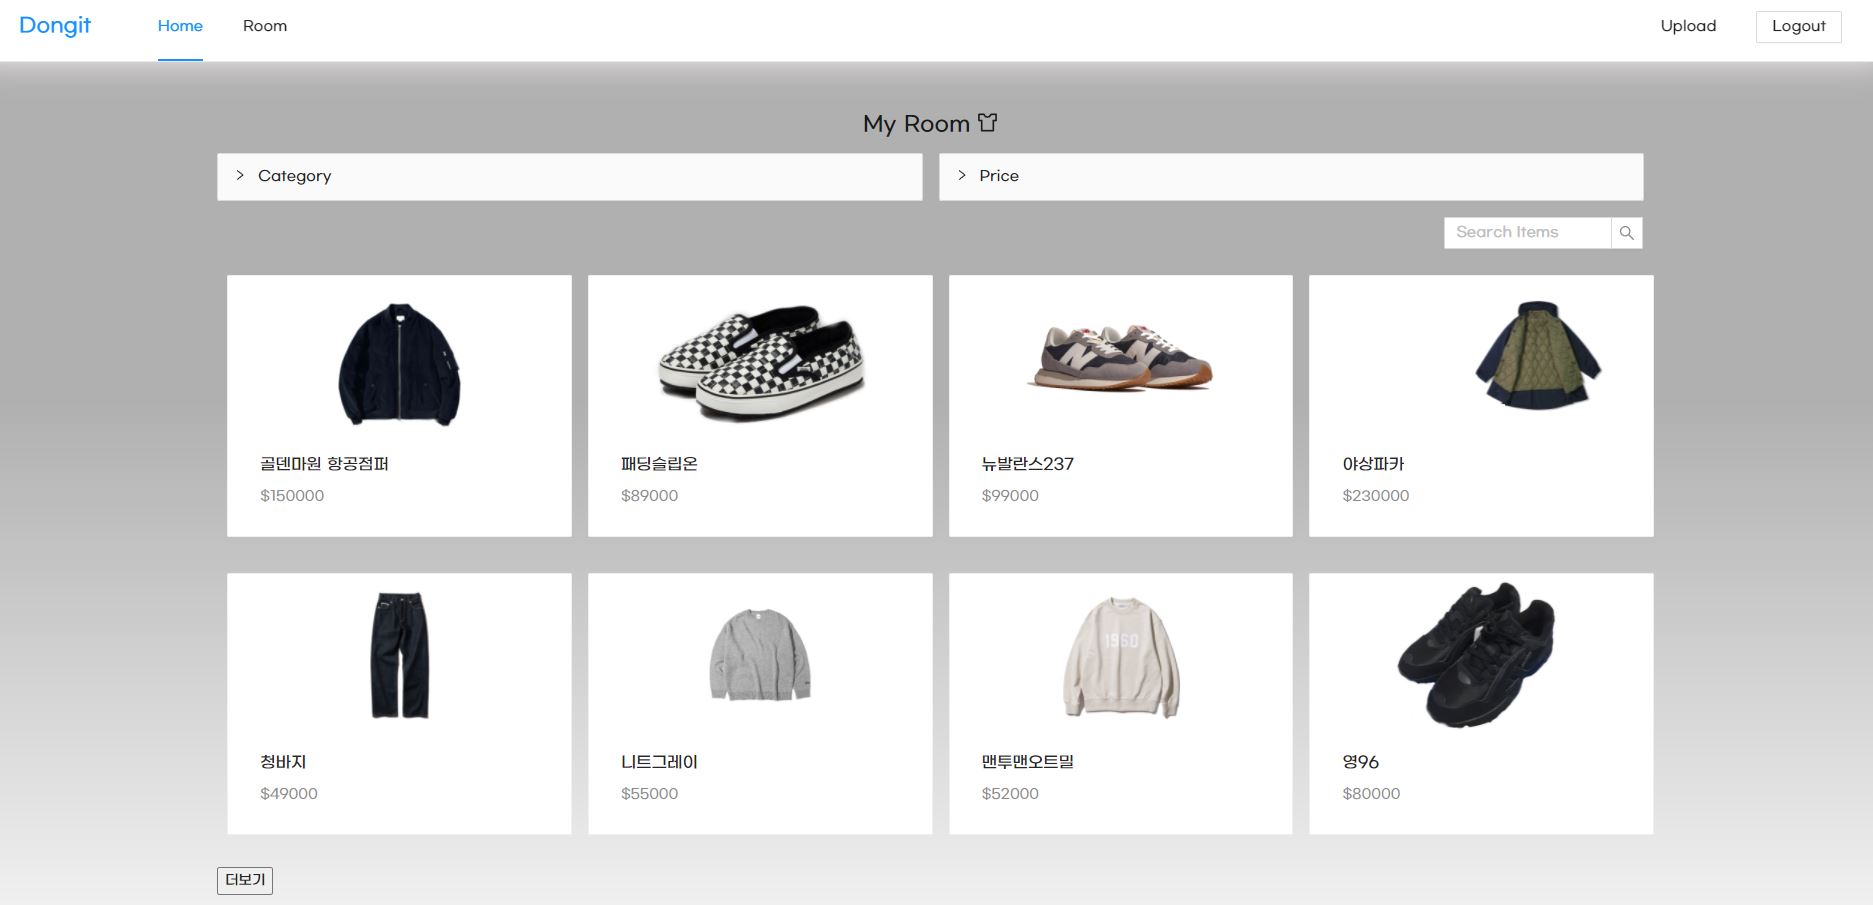 Dongit
Home
Room
Upload
Logout
My Room
Category
Price
Search Items
골덴마원 항공점퍼
$150000
패딩슬립온
$89000
뉴발란스237
$99000
야상파카
$230000
1960
청바지
$49000
니트그레이
$55000
맨투맨오트밀
$52000
영96
$80000
더보기